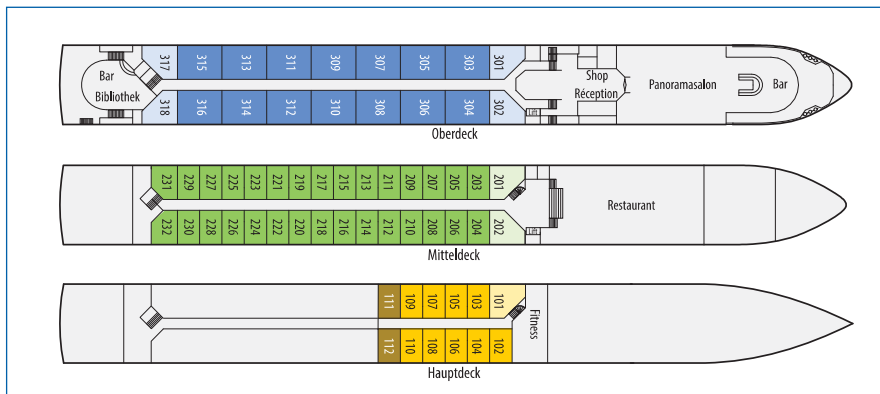 317 315 313 311 309 307 305 303 301
Bar
Bibliothek
Shop
Réception
Panoramasalon
Bar
318 316 314 312 310 308 306 304 302
Oberdeck
231 229 227 225 223 221 219 217 215 213 211 209 207 205 203 201
Restaurant
232 230 228 226 224 222 220 218 216 214 212 210 208 206 204 202
Mitteldeck
111 109 107 105 103 101
Fitness
112 110 108 106 104 102
Hauptdeck